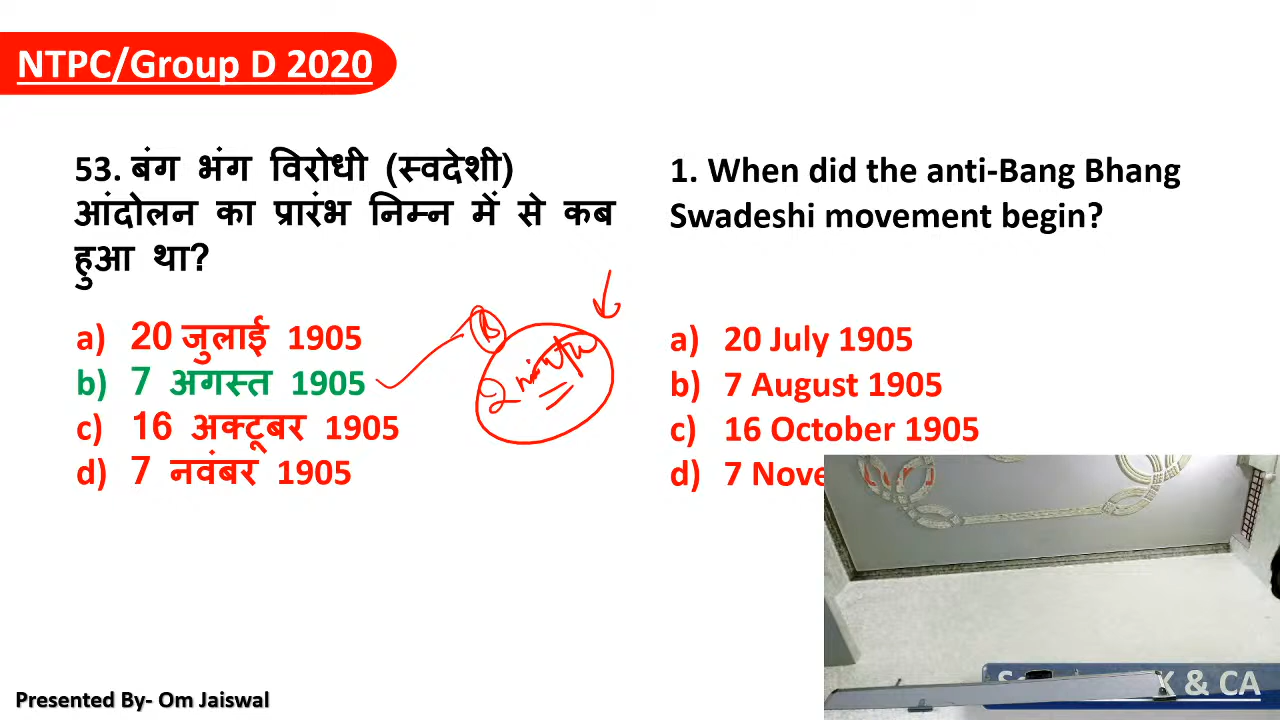 NTPC/Group D 2020
53. बंग भंग विरोधी (स्वदेशी)
आंदोलन का प्रारंभ निम्न में से कब
हुआ था?
a) 20 जुलाई 1905
b) 7 अगस्त 1905
c) 16 अक्टूबर 1905
d) 7 नवंबर 1905
1. When did the anti-Bang Bhang
Swadeshi movement begin?
a) 20 July 1905
b) 7 August 1905
c) 16 October 1905
d) 7
2
& CA
Presented By- Om Jaiswal